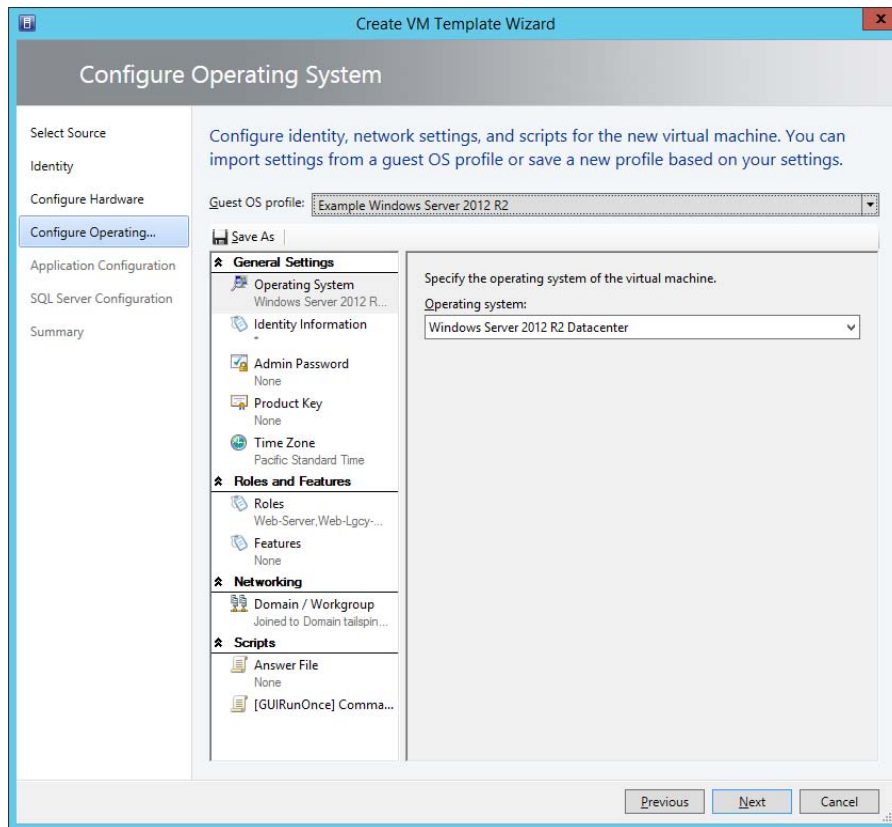 Create VM Template Wizard
x
Configure Operating System
Select Source
Identity
Configure Hardware
Configure Operating...
Application Configuration
SQL Server Configuration
Summary
Configure identity, network settings, and scripts for the new virtual machine. You can
import settings from a guest OS profile or save a new profile based on your settings.
Guest OS profile: Example Windows Server 2012 R2
Save As
General Settings
Operating System
Windows Server 2012 R...
Identity Information
*
Admin Password
None
Product Key
None
Time Zone
Pacific Standard Time
Roles and Features
Roles
Web-Server,Web-Lgcy-...
Features
None
Networking
Domain / Workgroup
Joined to Domain tailspin...
Scripts
Answer File
None
[GUIRunOnce] Comma...
Specify the operating system of the virtual machine.
Operating system:
Windows Server 2012 R2 Datacenter
Previous Next Cancel